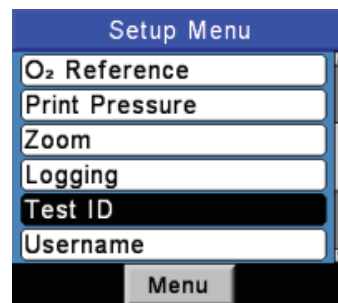 Setup Menu
O₂ Reference
Print Pressure
Zoom
Logging
Test ID
Username
Menu